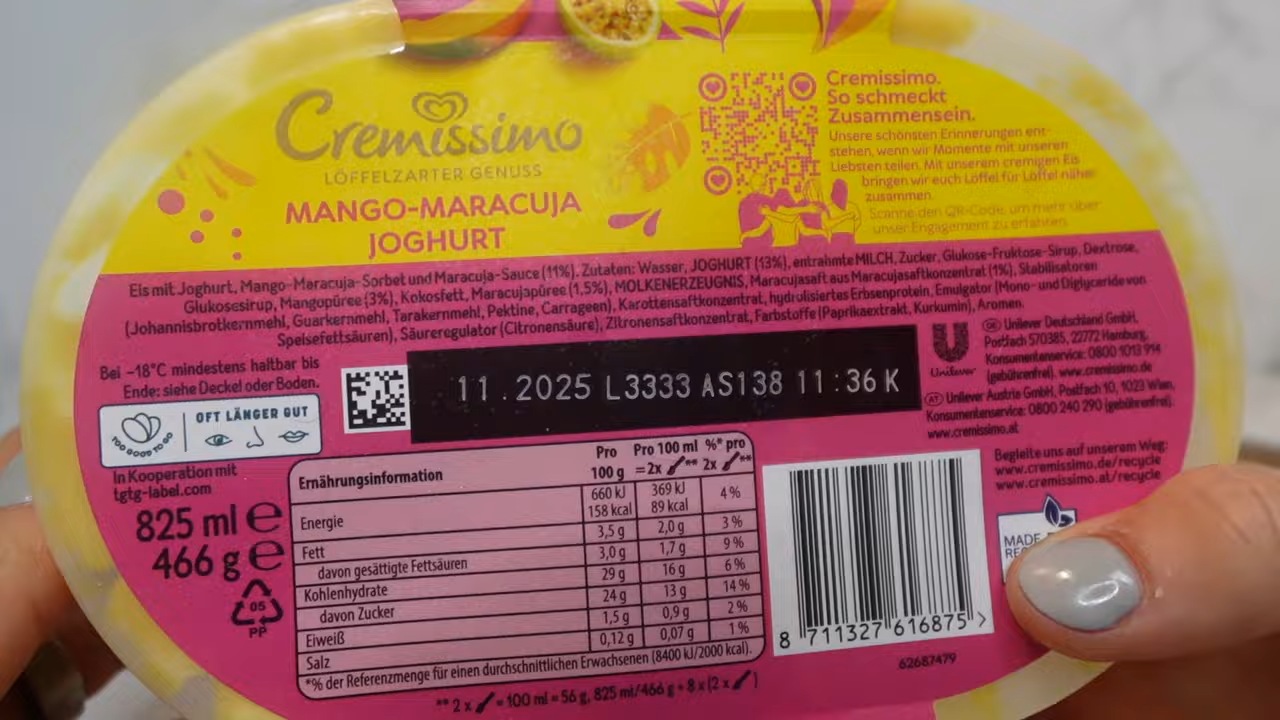 Cremissimo
LÖFFELZARTER GENUSS
MANGO-MARACUJA
JOGHURT
Cremissimo.
So schmeckt
Zusammensein.
Unsere schönsten Erinnerungen ent-
stehen, wenn wir Momente mit unseren
Liebsten teilen. Mit unserem cremigen Eis
bringen wir euch Löffel für Löffel näher
zusammen.
Scanne den QR-Code, um mehr über
unser Engagement zu erfahren.
Eis mit Joghurt, Mango-Maracuja-Sorbet und Maracuja-Sauce (11%). Zutaten: Wasser, JOGHURT (13%), entrahmte MILCH, Zucker, Glukose-Fruktose-Sirup, Dextrose,
Glukosesirup, Mangopüree (3%), Kokosfett, Maracujapüree (1,5%), MOLKENERZEUGNIS, Maracujasaft aus Maracujasaftkonzentrat (1%), Stabilisatoren
(Johannisbrotkernmehl, Guarkernmehl, Tarakernmehl, Pektine, Carrageen), Karottensaftkonzentrat, hydrolisiertes Erbsenprotein, Emulgator (Mono- und Diglyceride von
Speisefettsäuren), Säureregulator (Citronensäure), Zitronensaftkonzentrat, Farbstoffe (Paprikaextrakt, Kurkumin), Aromen.
Bei −18°C mindestens haltbar bis
Ende: siehe Deckel oder Boden.
TOO GOOD TO GO
OFT LÄNGER GUT
In Kooperation mit
tgtg-label.com
825 ml e
466 g e
05
PP
11.2025 L3333 AS138 11:36 K
Unilever
DE Unilever Deutschland GmbH,
Postfach 570385, 22772 Hamburg,
Konsumentenservice: 0800 1013 914
(gebührenfrei). www.cremissimo.de
AT Unilever Austria GmbH, Postfach 10, 1023 Wien,
Konsumentenservice: 0800 240 290 (gebührenfrei).
www.cremissimo.at
Begleite uns auf unserem Weg:
www.cremissimo.de/recycle
www.cremissimo.at/recycle
MADE
Ernährungsinformation Pro 100 g Pro 100 ml =2x ** %* pro 2x **
Energie 660 kJ 158 kcal 369 kJ 89 kcal 4 %
Fett 3,5 g 2,0 g 3 %
davon gesättigte Fettsäuren 3,0 g 1,7 g 9 %
Kohlenhydrate 29 g 16 g 6 %
davon Zucker 24 g 13 g 14 %
Eiweiß 1,5 g 0,9 g 2 %
Salz 0,12 g 0,07 g 1 %
*% der Referenzmenge für einen durchschnittlichen Erwachsenen (8400 kJ/2000 kcal).
** 2 x = 100 ml = 56 g, 825 ml/466 g = 8 x (2 x )
8 711327 616875 >
62687479